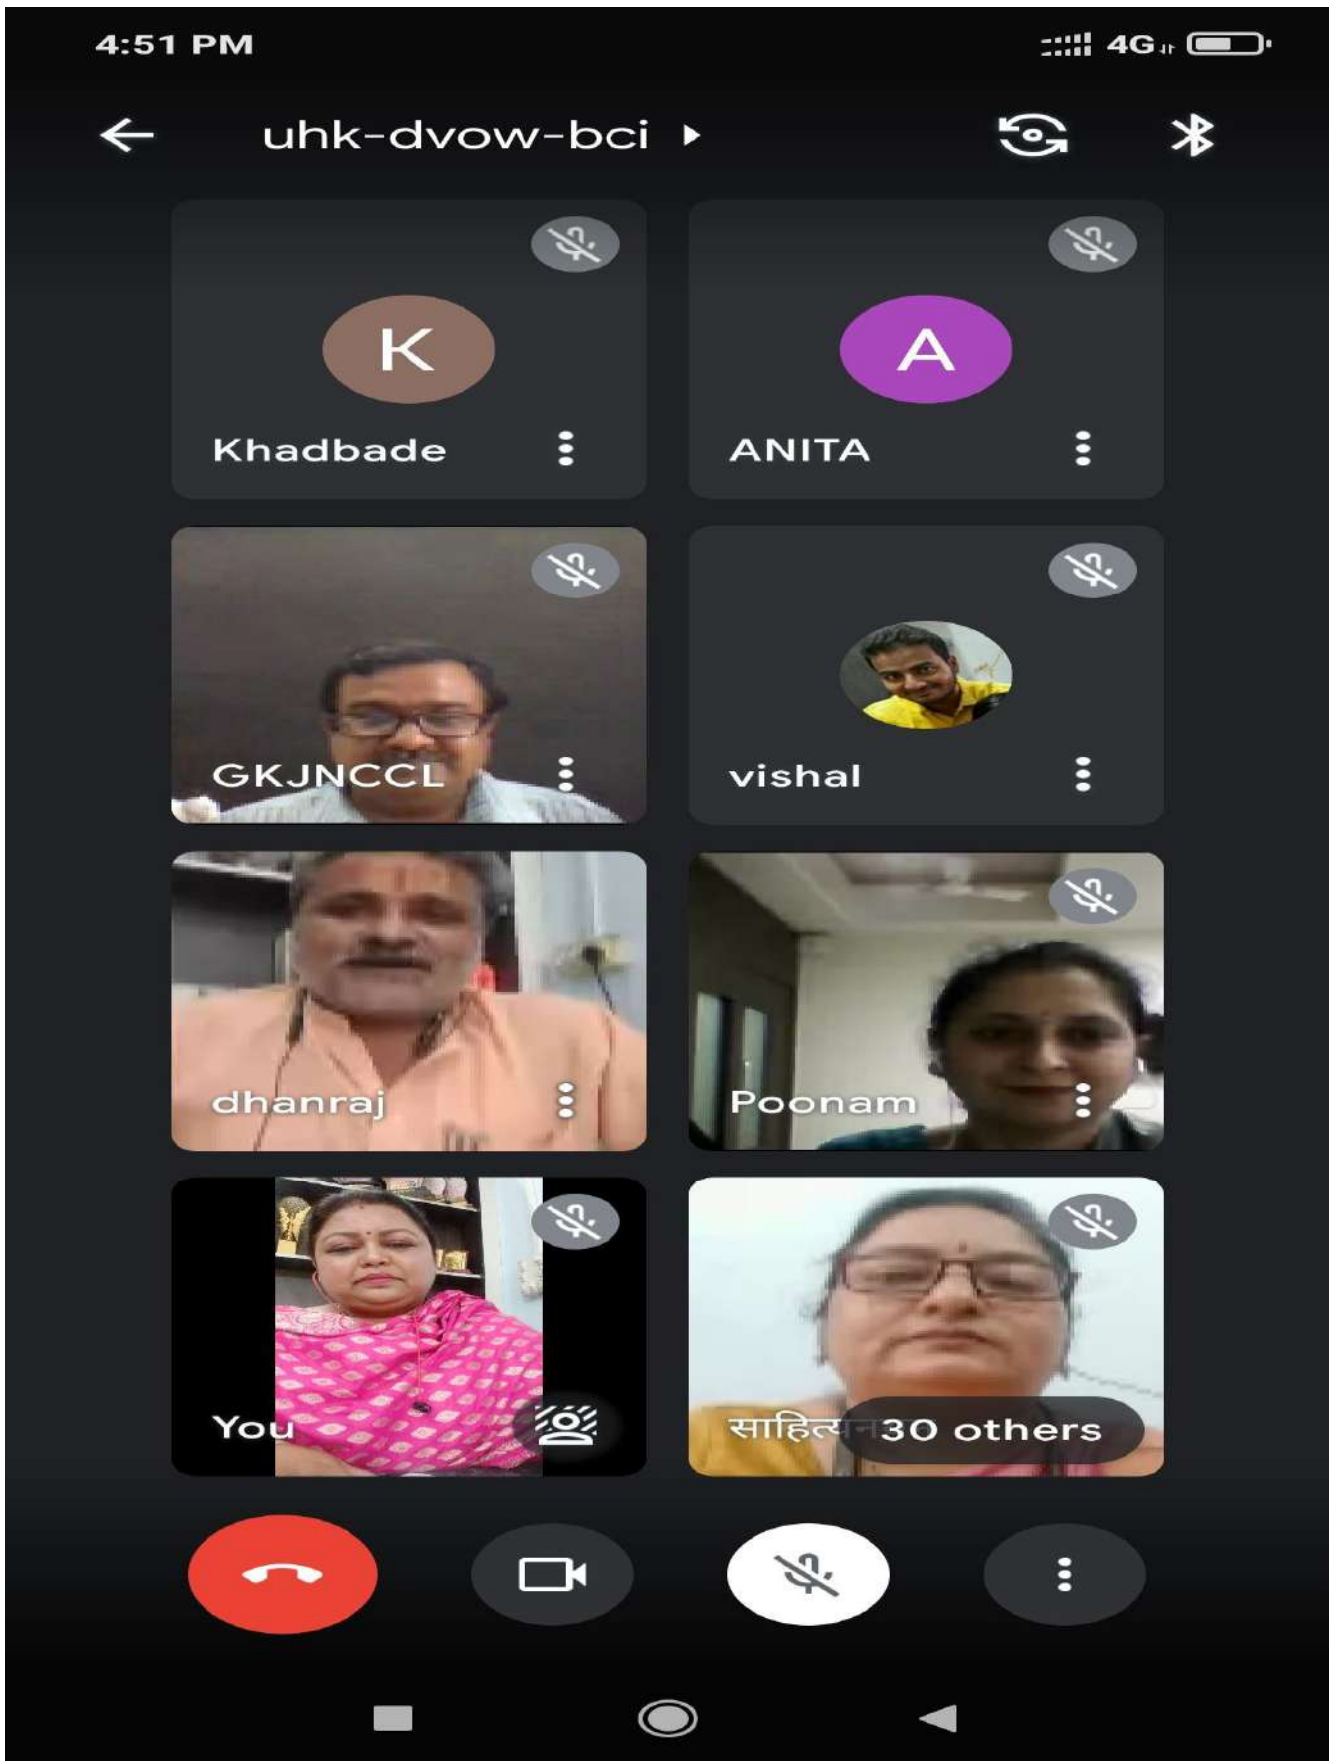 4:51 PM 4G
uhk-dvow-bci
K A
Khadbade ANITA
GKJNCCL vishal
dhanraj Poonam
You साहित्य 30 others